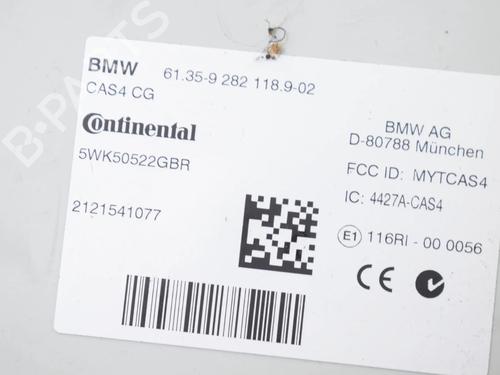 BMW 61.35-9 282 118.9-02
CAS4 CG
Continental
5WK50522GBR
2121541077
BMW AG
D-80788 München
FCC ID: MYTCAS4
IC: 4427A-CAS4
E1 116RI - 00 0056
CE
B-PARTS